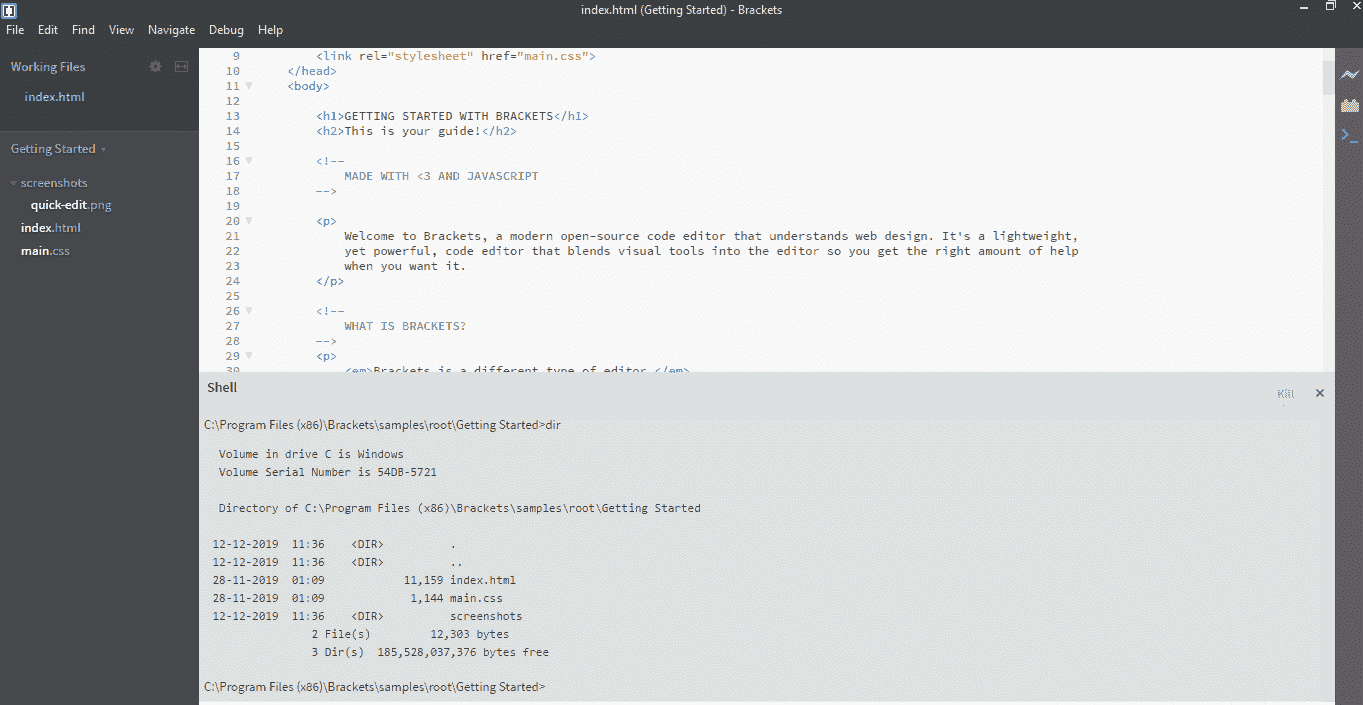 index.html (Getting Started) - Brackets
File Edit Find View Navigate Debug Help
Working Files
index.html
Getting Started
screenshots
quick-edit.png
index.html
main.css
9 <link rel="stylesheet" href="main.css">
10 </head>
11 <body>
12
13 <h1>GETTING STARTED WITH BRACKETS</h1>
14 <h2>This is your guide!</h2>
15
16 <!--
17 MADE WITH <3 AND JAVASCRIPT
18 -->
19
20 <p>
21 Welcome to Brackets, a modern open-source code editor that understands web design. It's a lightweight,
22 yet powerful, code editor that blends visual tools into the editor so you get the right amount of help
23 when you want it.
24 </p>
25
26 <!--
27 WHAT IS BRACKETS?
28 -->
29 <p>
30 <em>Brackets is a different type of editor.</em>
Shell
Kill
C:\Program Files (x86)\Brackets\samples\root\Getting Started>dir
Volume in drive C is Windows
Volume Serial Number is 54DB-5721
Directory of C:\Program Files (x86)\Brackets\samples\root\Getting Started
12-12-2019 11:36 <DIR> .
12-12-2019 11:36 <DIR> ..
28-11-2019 01:09 11,159 index.html
28-11-2019 01:09 1,144 main.css
12-12-2019 11:36 <DIR> screenshots
2 File(s) 12,303 bytes
3 Dir(s) 185,528,037,376 bytes free
C:\Program Files (x86)\Brackets\samples\root\Getting Started>